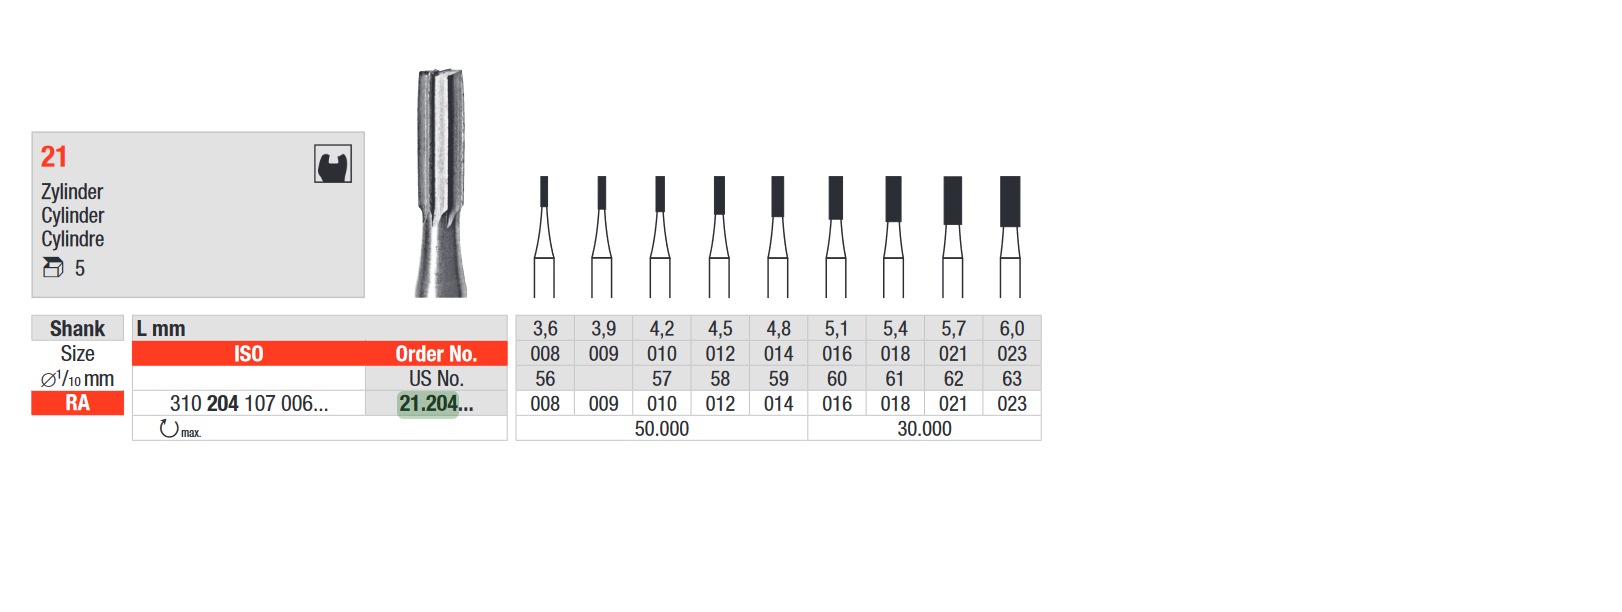 21
Zylinder
Cylinder
Cylindre
5
Shank L mm 3,6 3,9 4,2 4,5 4,8 5,1 5,4 5,7 6,0
Size ISO Order No. 008 009 010 012 014 016 018 021 023
⌀1/10 mm US No. 56 57 58 59 60 61 62 63
RA 310 204 107 006... 21.204... 008 009 010 012 014 016 018 021 023
max. 50.000 30.000